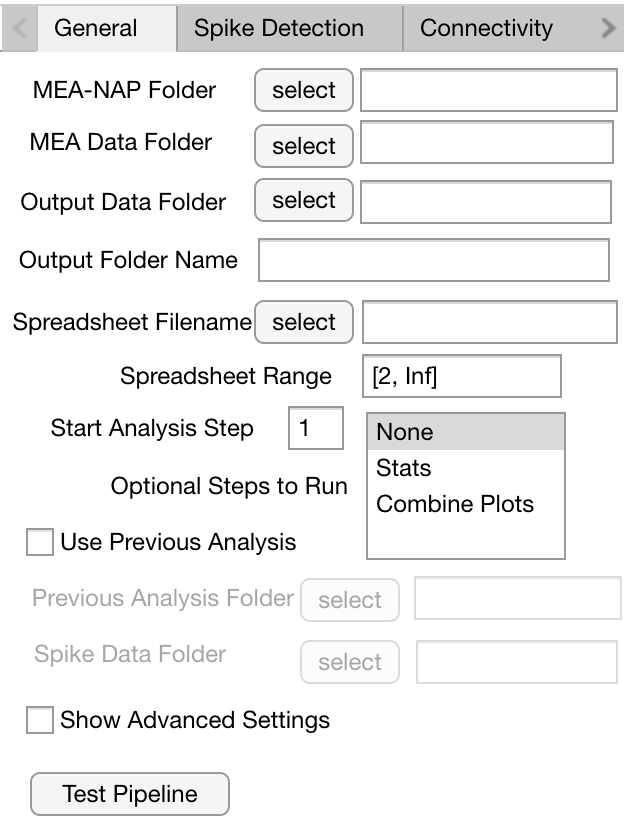 General Spike Detection Connectivity
MEA-NAP Folder select
MEA Data Folder select
Output Data Folder select
Output Folder Name
Spreadsheet Filename select
Spreadsheet Range [2, Inf]
Start Analysis Step 1
None
Stats
Optional Steps to Run
Combine Plots
Use Previous Analysis
Previous Analysis Folder select
Spike Data Folder select
Show Advanced Settings
Test Pipeline